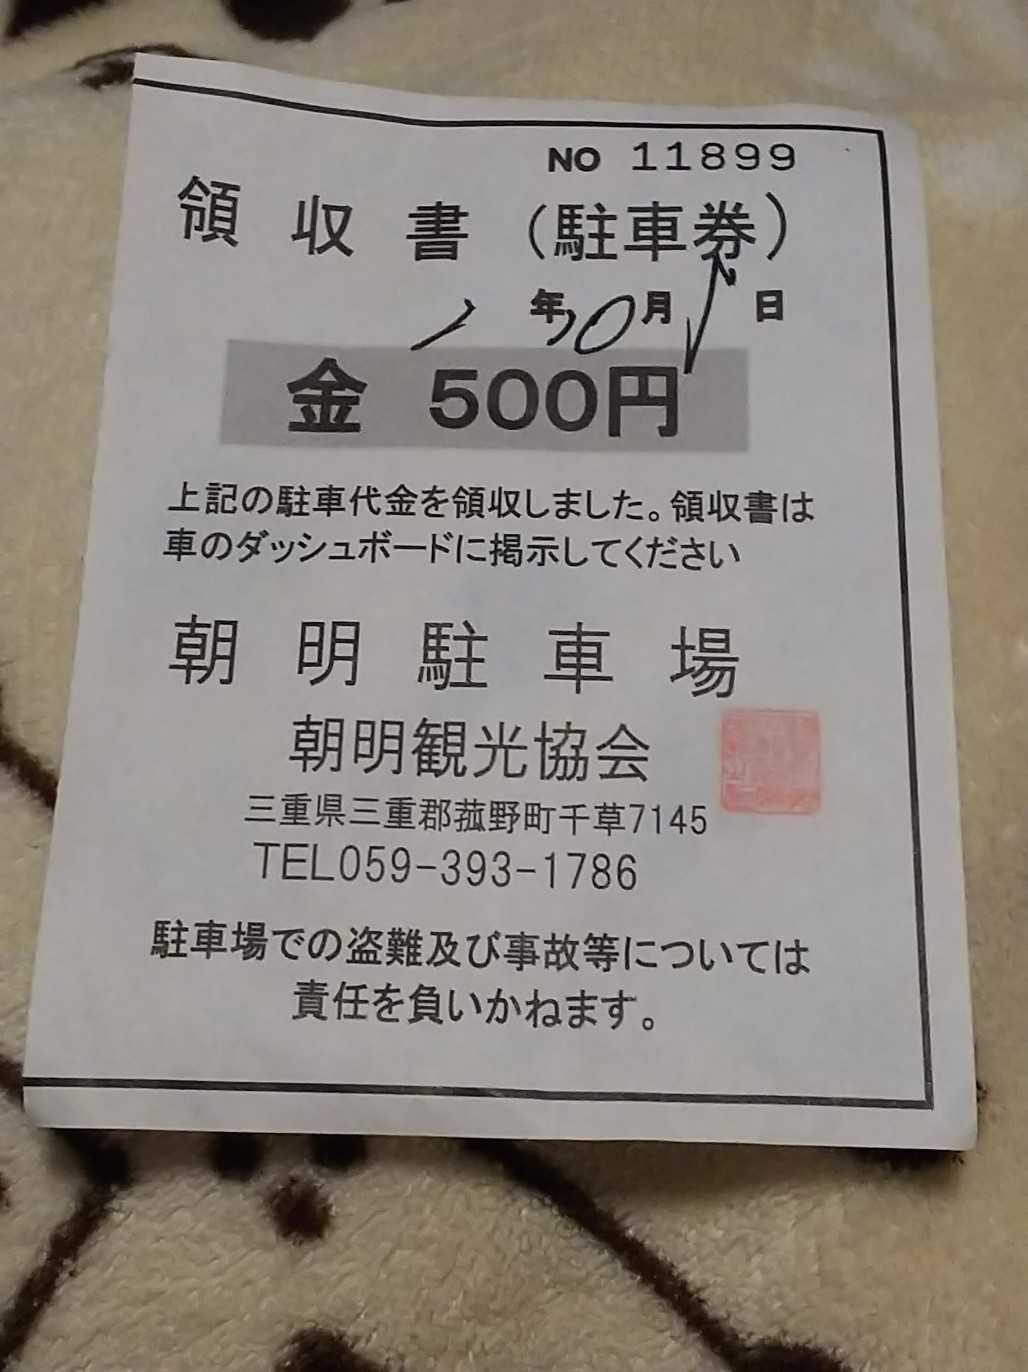 NO 11899
領収書（駐車券）
年10月 日
金 500円
上記の駐車代金を領収しました。領収書は
車のダッシュボードに掲示してください
朝明駐車場
朝明観光協会
三重県三重郡菰野町千草7145
TEL059-393-1786
駐車場での盗難及び事故等については
責任を負いかねます。